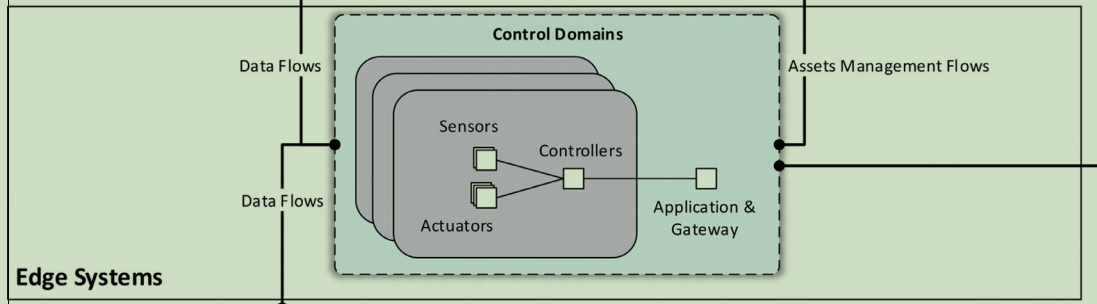 Control Domains
Data Flows
Assets Management Flows
Sensors
Controllers
Data Flows
Actuators
Application &
Gateway
Edge Systems